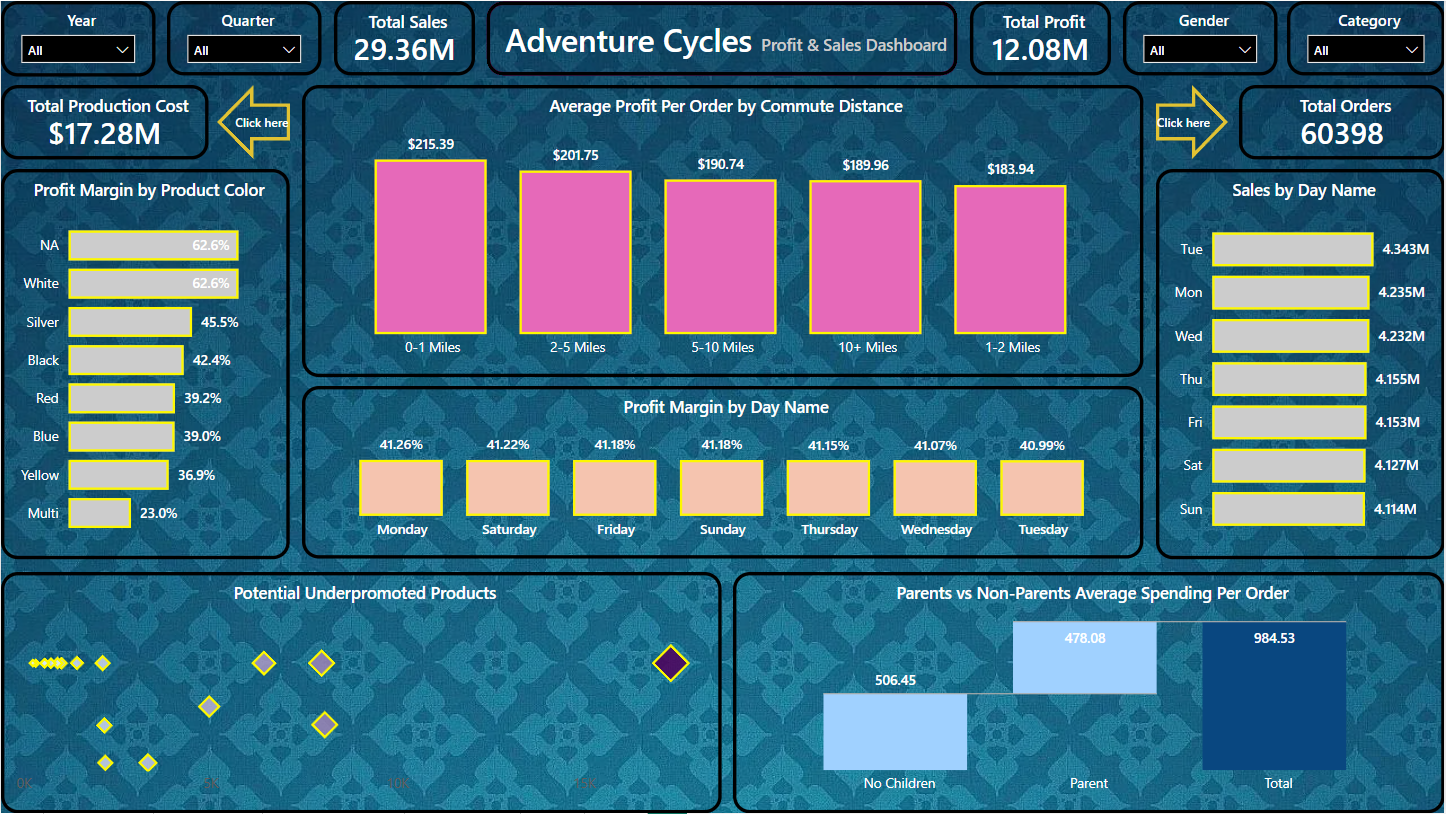 Year
All
Quarter
All
Total Sales
29.36M
Adventure Cycles Profit & Sales Dashboard
Total Profit
12.08M
Gender
All
Category
All
Total Production Cost
$17.28M
Click here
Average Profit Per Order by Commute Distance
$215.39
$201.75
$190.74
$189.96
$183.94
0-1 Miles
2-5 Miles
5-10 Miles
10+ Miles
1-2 Miles
Click here
Total Orders
60398
Profit Margin by Product Color
NA 62.6%
White 62.6%
Silver 45.5%
Black 42.4%
Red 39.2%
Blue 39.0%
Yellow 36.9%
Multi 23.0%
Profit Margin by Day Name
41.26%
41.22%
41.18%
41.18%
41.15%
41.07%
40.99%
Monday
Saturday
Friday
Sunday
Thursday
Wednesday
Tuesday
Sales by Day Name
Tue 4.343M
Mon 4.235M
Wed 4.232M
Thu 4.155M
Fri 4.153M
Sat 4.127M
Sun 4.114M
Potential Underpromoted Products
0K
5K
10K
15K
Parents vs Non-Parents Average Spending Per Order
506.45
478.08
984.53
No Children
Parent
Total